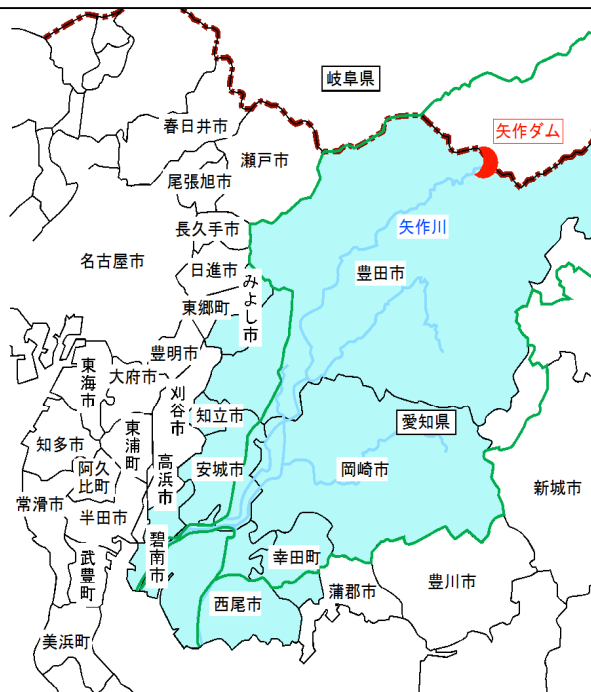 岐阜県
矢作ダム
春日井市
瀬戸市
尾張旭市
長久手市
矢作川
名古屋市
日進市
みよし市
豊田市
東郷町
豊明市
東海市
大府市
刈谷市
知立市
愛知県
知多市
東浦町
高浜市
安城市
岡崎市
阿久
比町
新城市
常滑市
半田市
碧南市
幸田町
武豊町
豊川市
西尾市
蒲郡市
美浜町